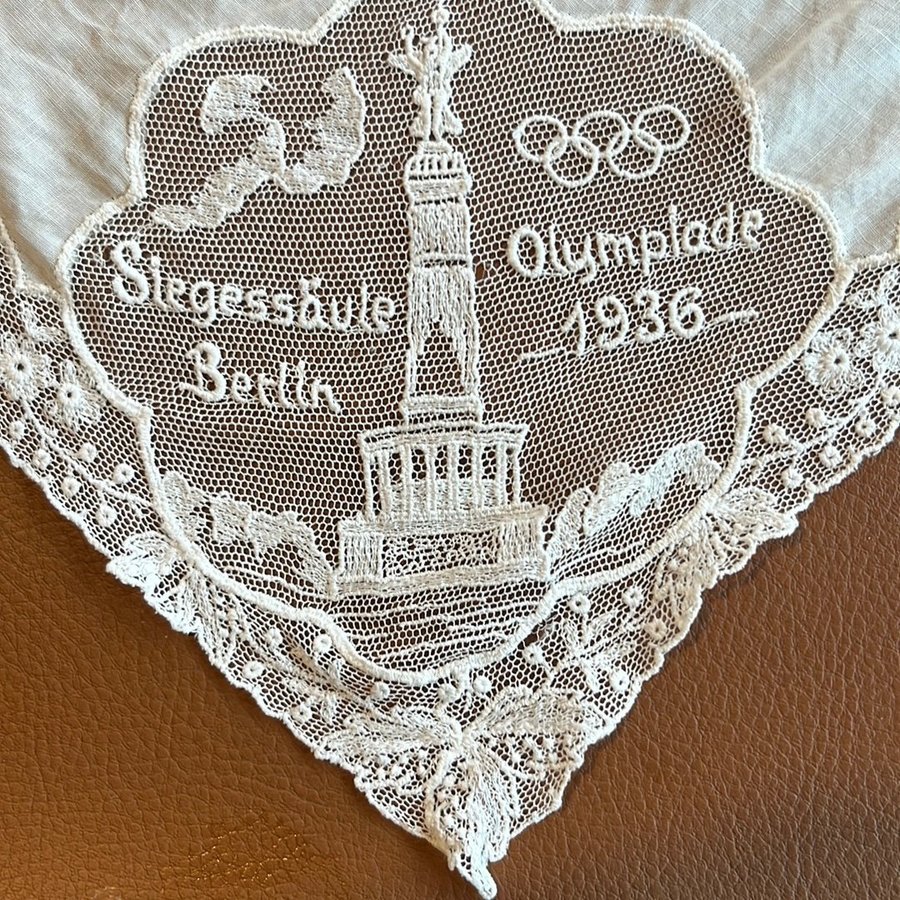 Siegessäule
Berlin
Olympiade
1936